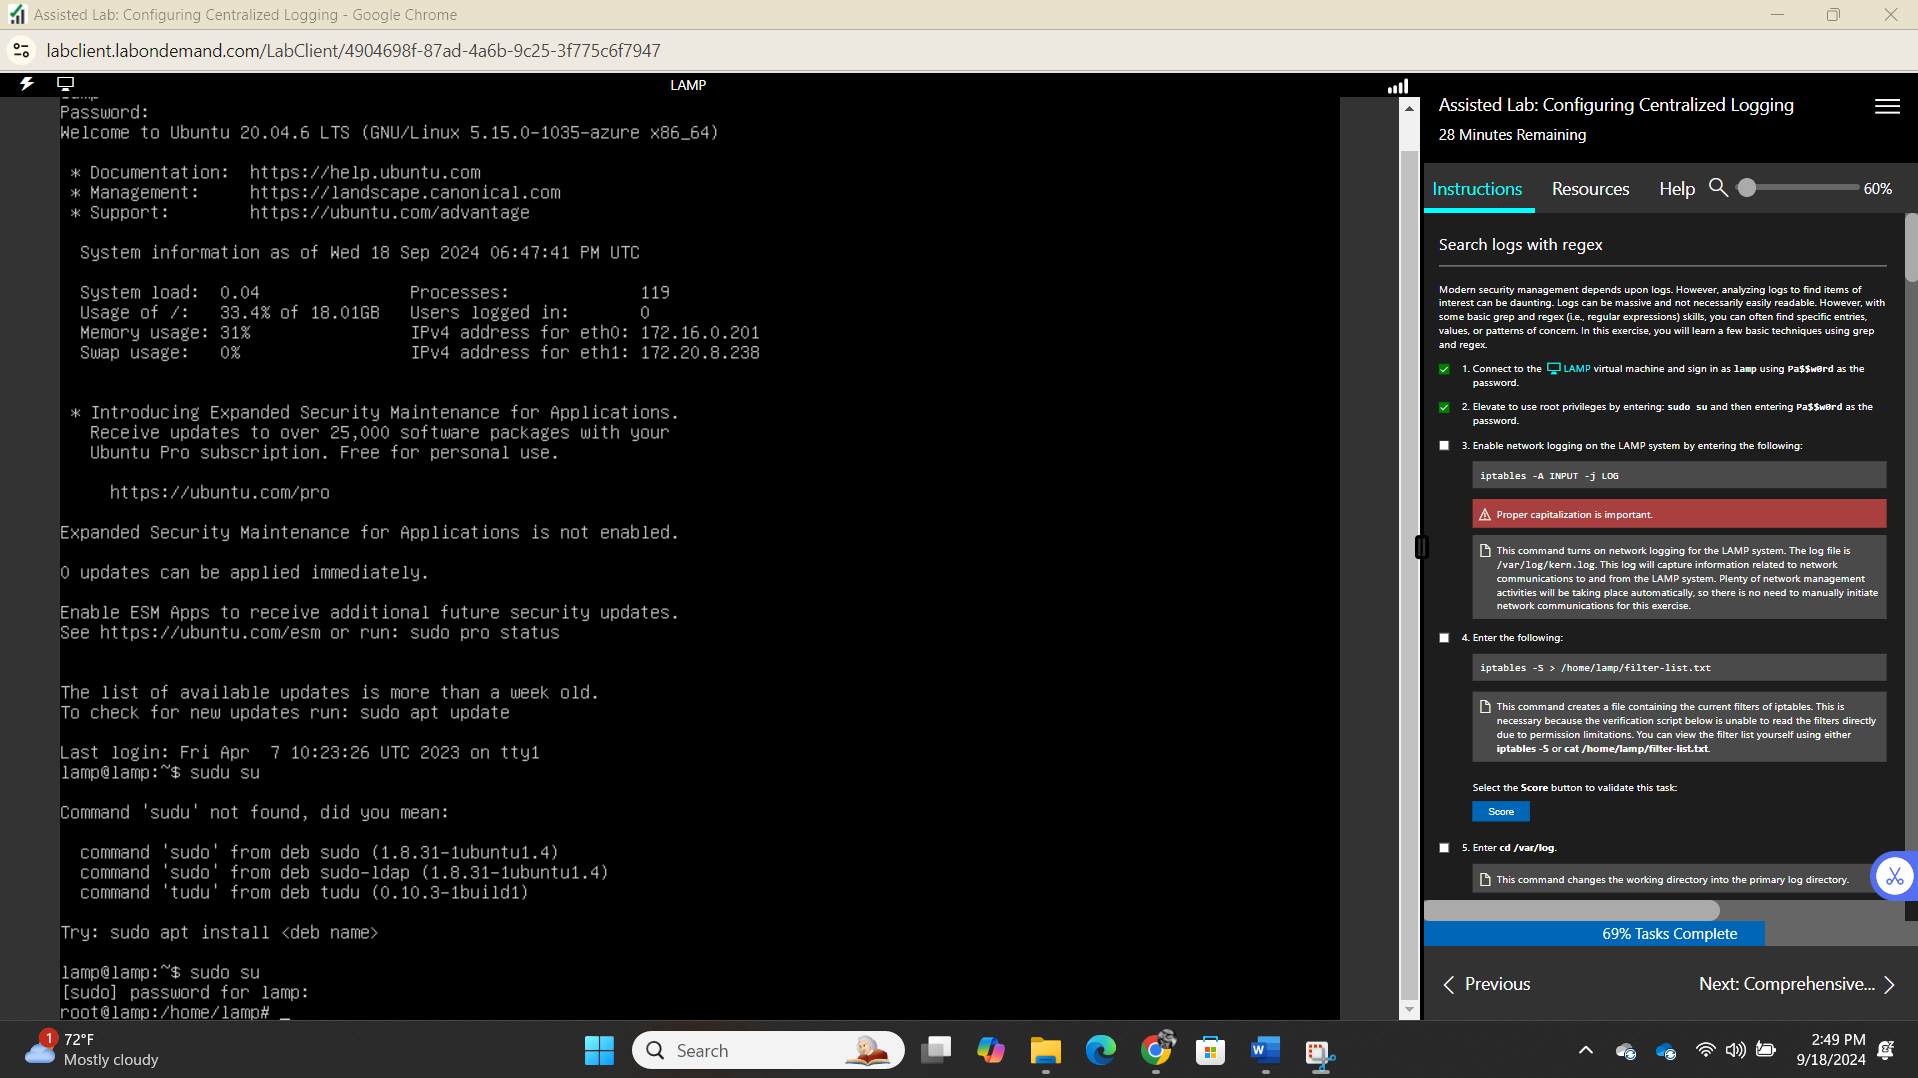 Assisted Lab: Configuring Centralized Logging - Google Chrome
labclient.labondemand.com/LabClient/4904698f-87ad-4a6b-9c25-3f775c6f7947
LAMP
Password:
Welcome to Ubuntu 20.04.6 LTS (GNU/Linux 5.15.0-1035-azure x86_64)
* Documentation: https://help.ubuntu.com
* Management: https://landscape.canonical.com
* Support: https://ubuntu.com/advantage
System information as of Wed 18 Sep 2024 06:47:41 PM UTC
System load: 0.04 Processes: 119
Usage of /: 33.4% of 18.01GB Users logged in: 0
Memory usage: 31% IPv4 address for eth0: 172.16.0.201
Swap usage: 0% IPv4 address for eth1: 172.20.8.238
* Introducing Expanded Security Maintenance for Applications.
Receive updates to over 25,000 software packages with your
Ubuntu Pro subscription. Free for personal use.
https://ubuntu.com/pro
Expanded Security Maintenance for Applications is not enabled.
0 updates can be applied immediately.
Enable ESM Apps to receive additional future security updates.
See https://ubuntu.com/esm or run: sudo pro status
The list of available updates is more than a week old.
To check for new updates run: sudo apt update
Last login: Fri Apr 7 10:23:26 UTC 2023 on tty1
lamp@lamp:~$ sudu su
Command 'sudu' not found, did you mean:
command 'sudo' from deb sudo (1.8.31-1ubuntu1.4)
command 'sudo' from deb sudo-ldap (1.8.31-1ubuntu1.4)
command 'tudu' from deb tudu (0.10.3-1build1)
Try: sudo apt install <deb name>
lamp@lamp:~$ sudo su
[sudo] password for lamp:
root@lamp:/home/lamp# _
Assisted Lab: Configuring Centralized Logging
28 Minutes Remaining
Instructions Resources Help 60%
Search logs with regex
Modern security management depends upon logs. However, analyzing logs to find items of
interest can be daunting. Logs can be massive and not necessarily easily readable. However, with
some basic grep and regex (i.e., regular expressions) skills, you can often find specific entries,
values, or patterns of concern. In this exercise, you will learn a few basic techniques using grep
and regex.
1. Connect to the LAMP virtual machine and sign in as lamp using Pa$$w0rd as the
password.
2. Elevate to use root privileges by entering: sudo su and then entering Pa$$w0rd as the
password.
3. Enable network logging on the LAMP system by entering the following:
iptables -A INPUT -j LOG
Proper capitalization is important.
This command turns on network logging for the LAMP system. The log file is
/var/log/kern.log. This log will capture information related to network
communications to and from the LAMP system. Plenty of network management
activities will be taking place automatically, so there is no need to manually initiate
network communications for this exercise.
4. Enter the following:
iptables -S > /home/lamp/filter-list.txt
This command creates a file containing the current filters of iptables. This is
necessary because the verification script below is unable to read the filters directly
due to permission limitations. You can view the filter list yourself using either
iptables -S or cat /home/lamp/filter-list.txt.
Select the Score button to validate this task:
Score
5. Enter cd /var/log.
This command changes the working directory into the primary log directory.
69% Tasks Complete
Previous Next: Comprehensive...
1
72°F
Mostly cloudy
Search
2:49 PM
9/18/2024